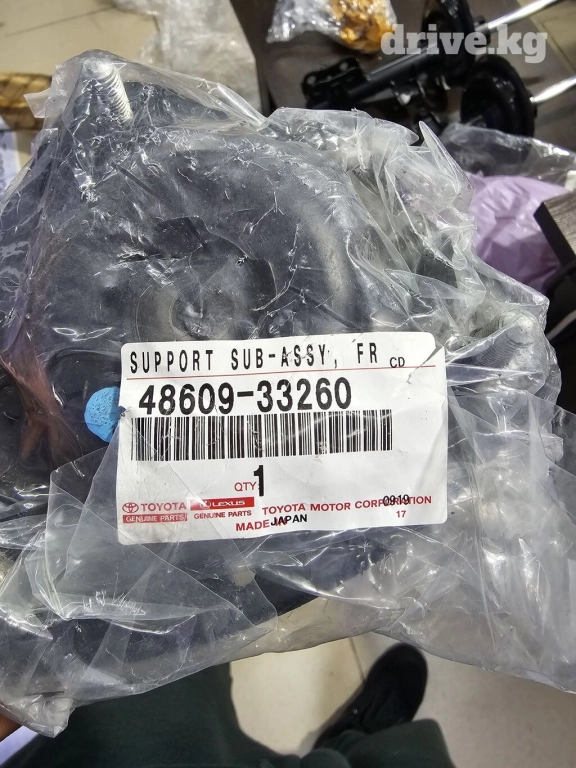 drive.kg
SUPPORT SUB-ASSY, FR CD
48609-33260
QTY 1
TOYOTA LEXUS TOYOTA MOTOR CORPORATION 0919
GENUINE PARTS GENUINE PARTS MADE IN JAPAN 17